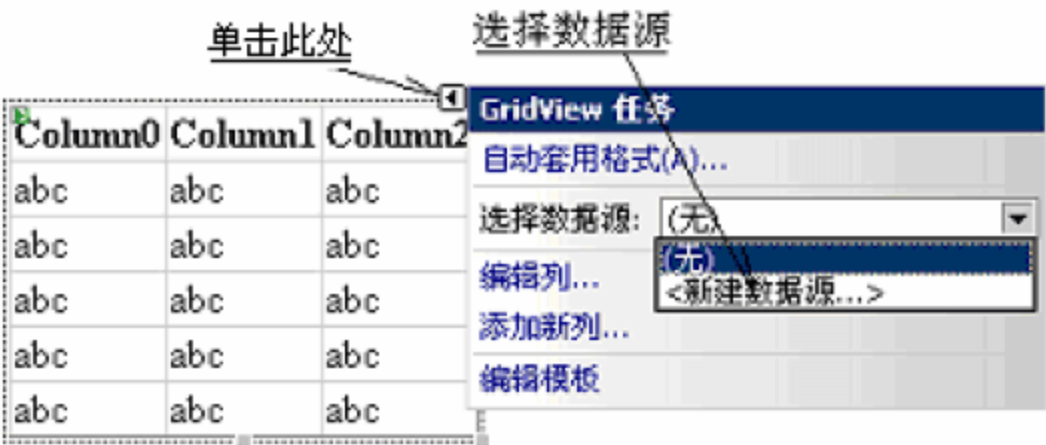 单击此处
选择数据源
Column0 Column1 Column2
abc abc abc
abc abc abc
abc abc abc
abc abc abc
abc abc abc
GridView 任务
自动套用格式(A)...
选择数据源: (无)
(无)
<新建数据源...>
编辑列...
添加新列...
编辑模板